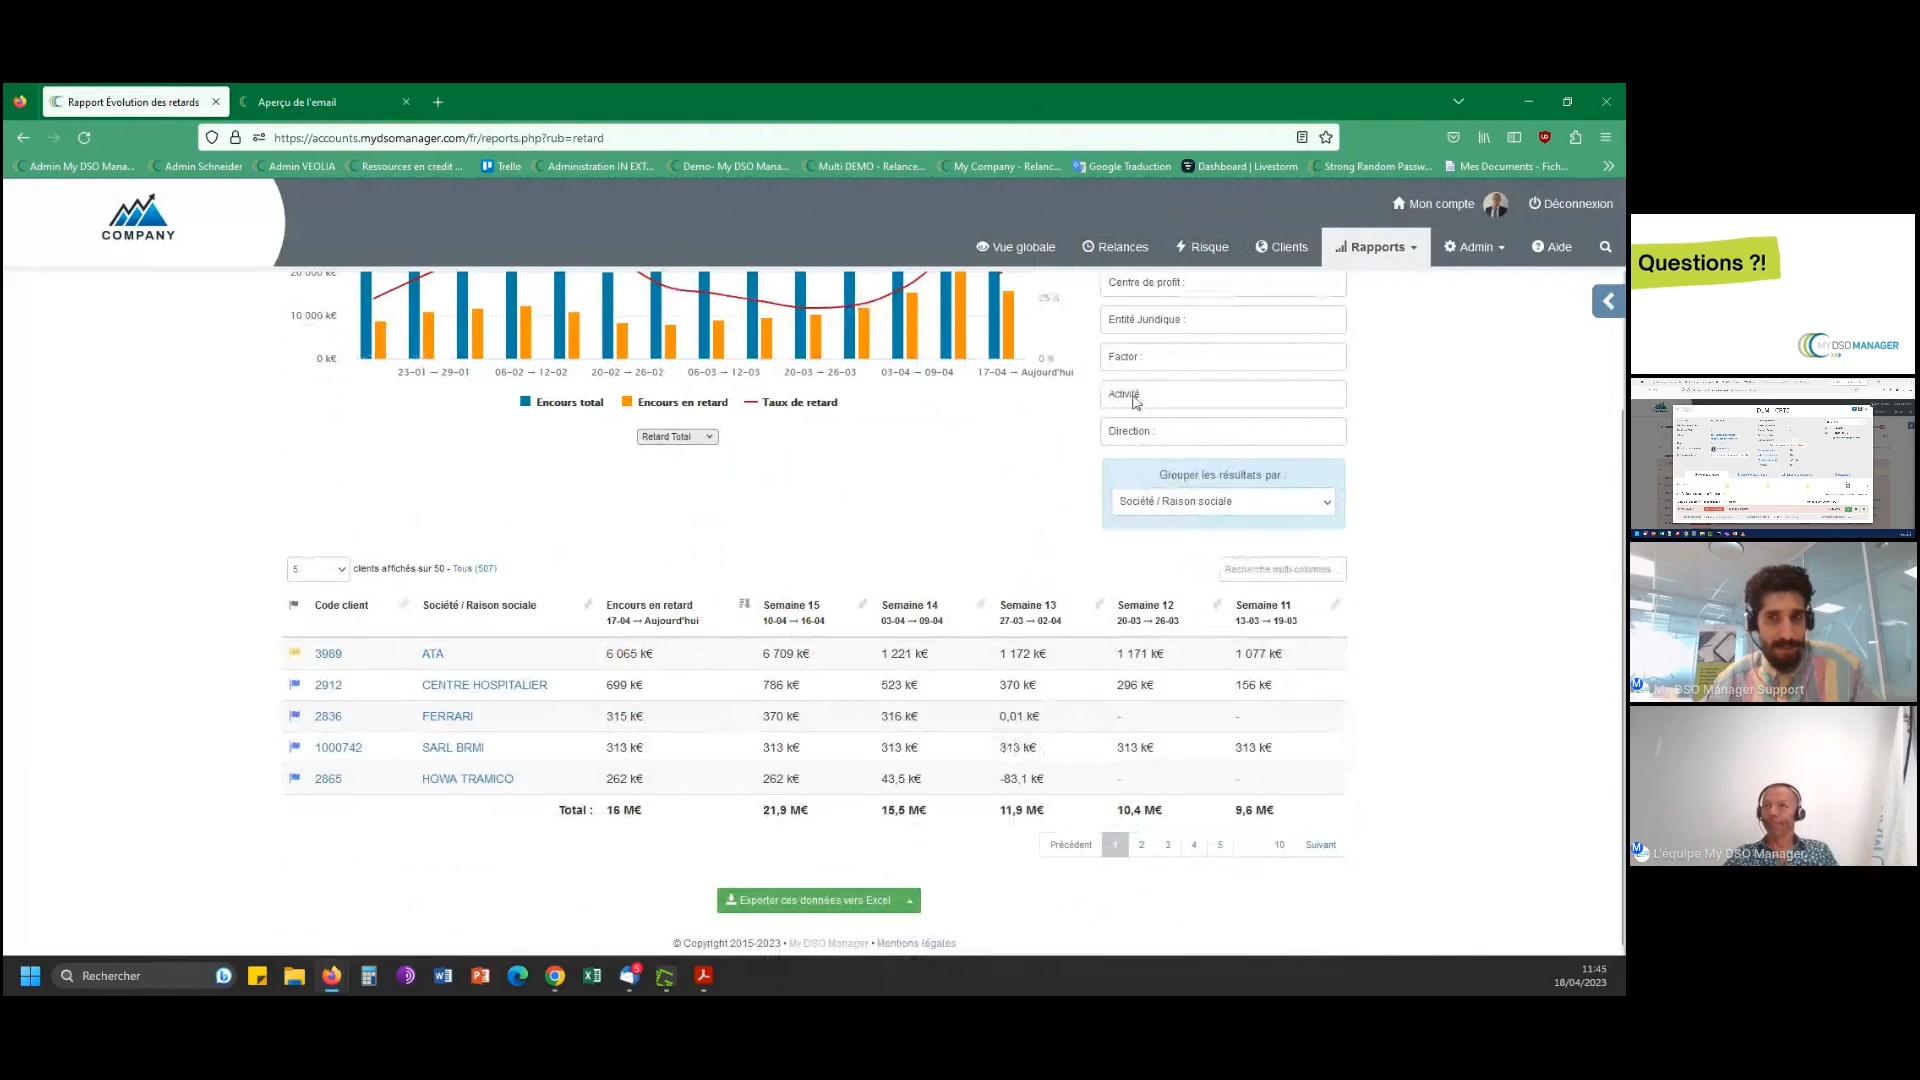 Rapport Évolution des retards
Aperçu de l'email
https://accounts.mydsomanager.com/fr/reports.php?rub=retard
Admin My DSO Mana...
Admin Schneider
Admin VEOLIA
Ressources en credit ...
Trello
Administration IN EXT...
Demo- My DSO Mana...
Multi DEMO - Relance...
My Company - Relanc...
Google Traduction
Dashboard | Livestorm
Strong Random Passw...
Mes Documents - Fich...
COMPANY
Mon compte
Déconnexion
Vue globale
Relances
Risque
Clients
Rapports
Admin
Aide
20 000 k€
10 000 k€
0 k€
25 %
0 %
23-01 → 29-01
06-02 → 12-02
20-02 → 26-02
06-03 → 12-03
20-03 → 26-03
03-04 → 09-04
17-04 → Aujourd'hui
Encours total
Encours en retard
Taux de retard
Retard Total
Centre de profit :
Entité Juridique :
Factor :
Activité
Direction :
Grouper les résultats par :
Société / Raison sociale
5 clients affichés sur 50 - Tous (507)
Recherche multi-colonnes
Code client Société / Raison sociale Encours en retard Semaine 15 Semaine 14 Semaine 13 Semaine 12 Semaine 11
17-04 → Aujourd'hui 10-04 → 16-04 03-04 → 09-04 27-03 → 02-04 20-03 → 26-03 13-03 → 19-03
3989 ATA 6 065 k€ 6 709 k€ 1 221 k€ 1 172 k€ 1 171 k€ 1 077 k€
2912 CENTRE HOSPITALIER 699 k€ 786 k€ 523 k€ 370 k€ 296 k€ 156 k€
2836 FERRARI 315 k€ 370 k€ 316 k€ 0,01 k€ - -
1000742 SARL BRMI 313 k€ 313 k€ 313 k€ 313 k€ 313 k€ 313 k€
2865 HOWA TRAMICO 262 k€ 262 k€ 43,5 k€ -83,1 k€ - -
Total : 16 M€ 21,9 M€ 15,5 M€ 11,9 M€ 10,4 M€ 9,6 M€
Précédent 1 2 3 4 5 10 Suivant
Exporter ces données vers Excel
© Copyright 2015-2023 • My DSO Manager • Mentions légales
Rechercher
5
11:45
18/04/2023
Questions ?!
MY DSO MANAGER
M My DSO Manager Support
M L'équipe My DSO Manager